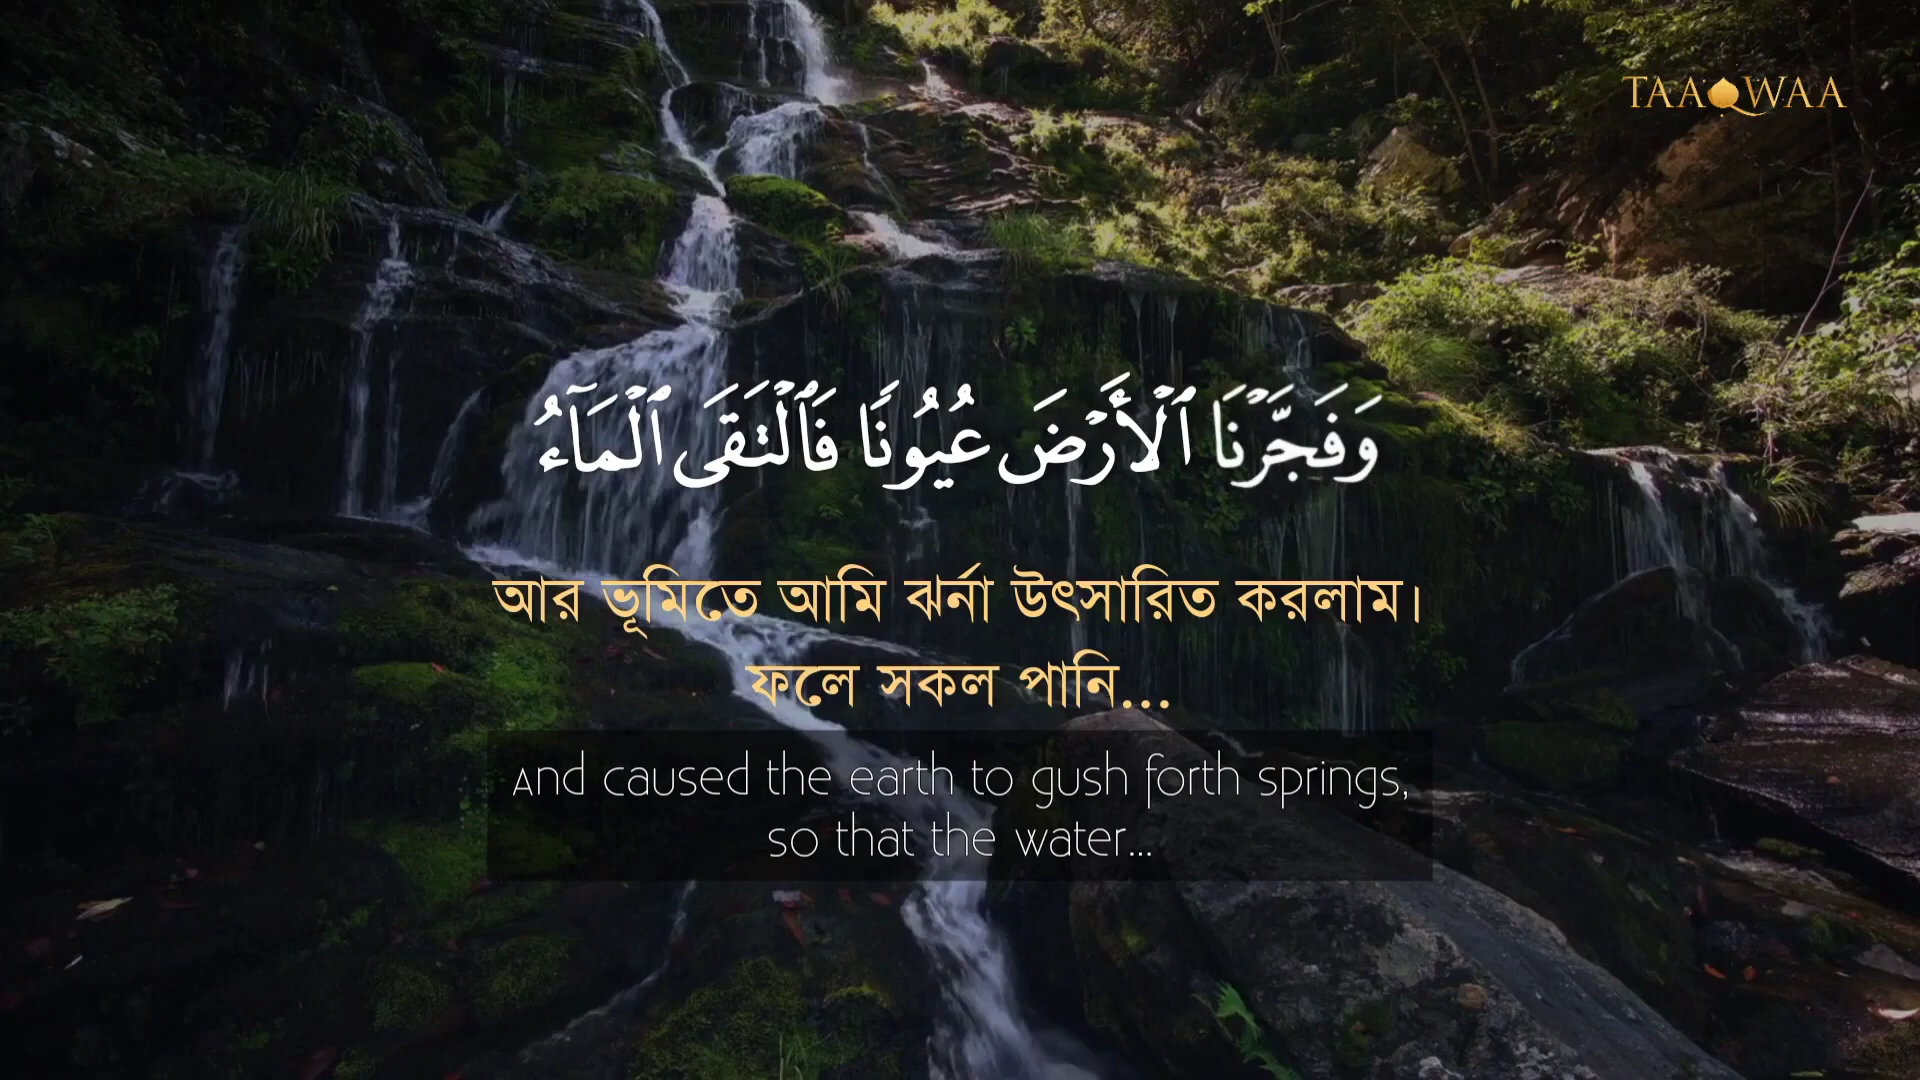 TAAQWAA
وَفَجَّرْنَا ٱلْأَرْضَ عُيُونًا فَٱلْتَقَى ٱلْمَآءُ
আর ভূমিতে আমি ঝর্না উৎসারিত করলাম।
ফলে সকল পানি...
And caused the earth to gush forth springs,
so that the water...